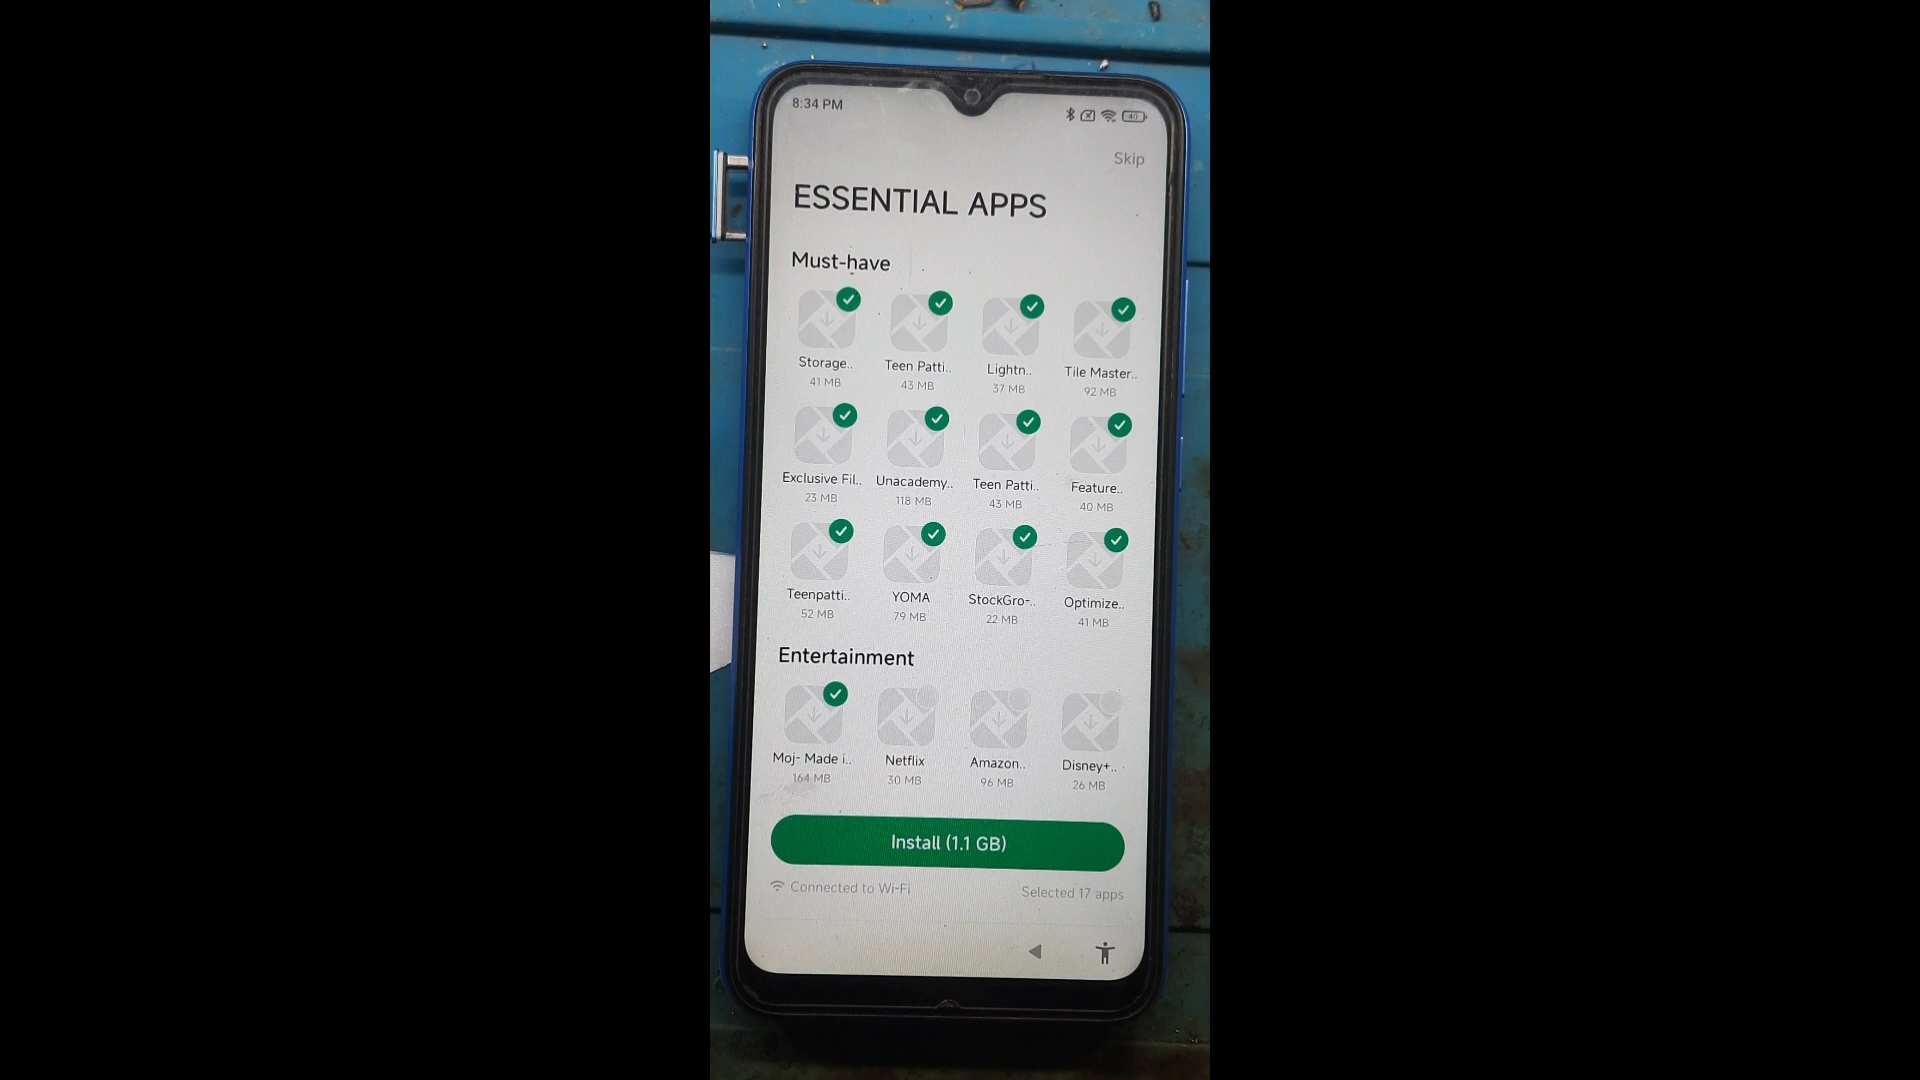 8:34 PM
40
Skip
ESSENTIAL APPS
Must-have
Storage.. Teen Patti.. Lightn.. Tile Master..
41 MB 43 MB 37 MB 92 MB
Exclusive Fil.. Unacademy.. Teen Patti.. Feature..
23 MB 118 MB 43 MB 40 MB
Teenpatti.. YOMA StockGro-.. Optimize..
52 MB 79 MB 22 MB 41 MB
Entertainment
Moj- Made i.. Netflix Amazon.. Disney+..
164 MB 30 MB 96 MB 26 MB
Install (1.1 GB)
Connected to Wi-Fi Selected 17 apps